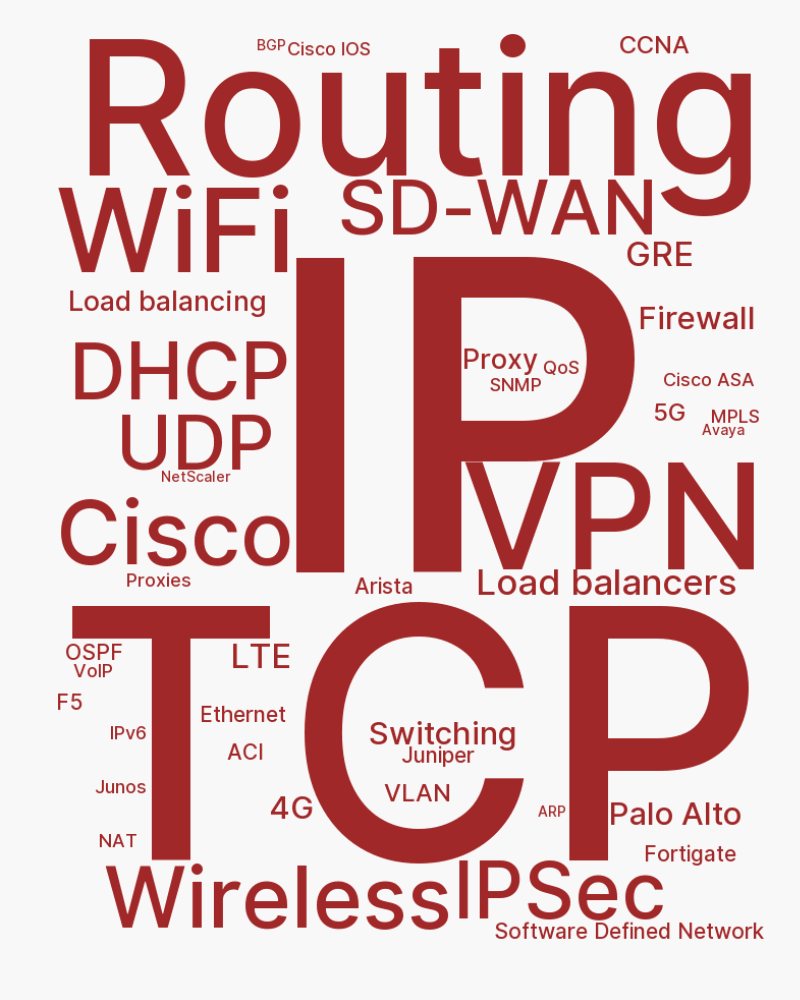 BGP
Cisco IOS
CCNA
Routing
WiFi
SD-WAN
GRE
Load balancing
IP
Firewall
DHCP
Proxy
QoS
SNMP
Cisco ASA
5G
MPLS
Avaya
UDP
NetScaler
VPN
Cisco
Proxies
Arista
Load balancers
TCP
OSPF
VoIP
LTE
F5
Ethernet
IPv6
ACI
Switching
Juniper
Junos
VLAN
4G
ARP
Palo Alto
NAT
Fortigate
Wireless
IPSec
Software Defined Network